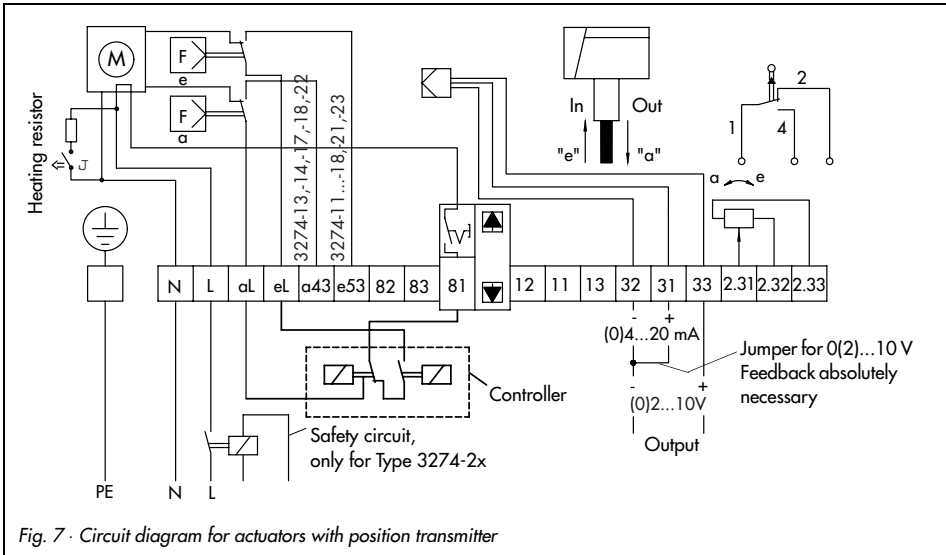 M
F
e
F
a
In
Out
"e"
"a"
2
1
4
a
e
Heating resistor
J
3274-13,-14,-17,-18,-22
3274-11...-18,-21,-23
N
L
aL
eL
a43
e53
82
83
81
12
11
13
32
31
33
2.31
2.32
2.33
- +
(0)4...20 mA
Jumper for 0(2)...10 V
Feedback absolutely
necessary
- +
(0)2...10V
Output
Controller
Safety circuit,
only for Type 3274-2x
PE
N
L
Fig. 7 · Circuit diagram for actuators with position transmitter